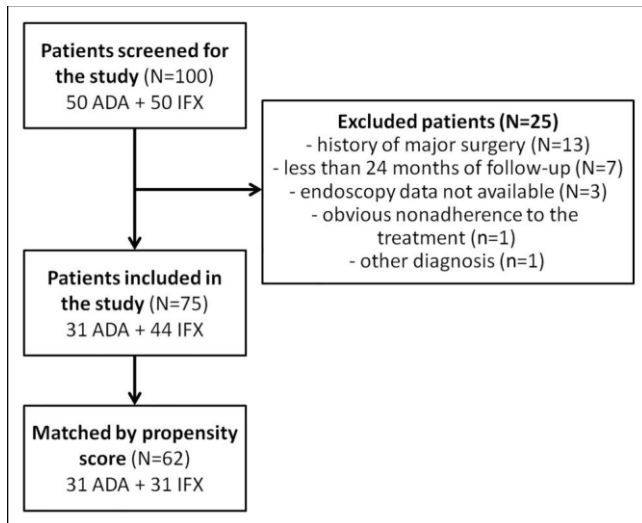 Patients screened for
the study (N=100)
50 ADA + 50 IFX
Excluded patients (N=25)
- history of major surgery (N=13)
- less than 24 months of follow-up (N=7)
- endoscopy data not available (N=3)
- obvious nonadherence to the
treatment (n=1)
- other diagnosis (n=1)
Patients included in
the study (N=75)
31 ADA + 44 IFX
Matched by propensity
score (N=62)
31 ADA + 31 IFX